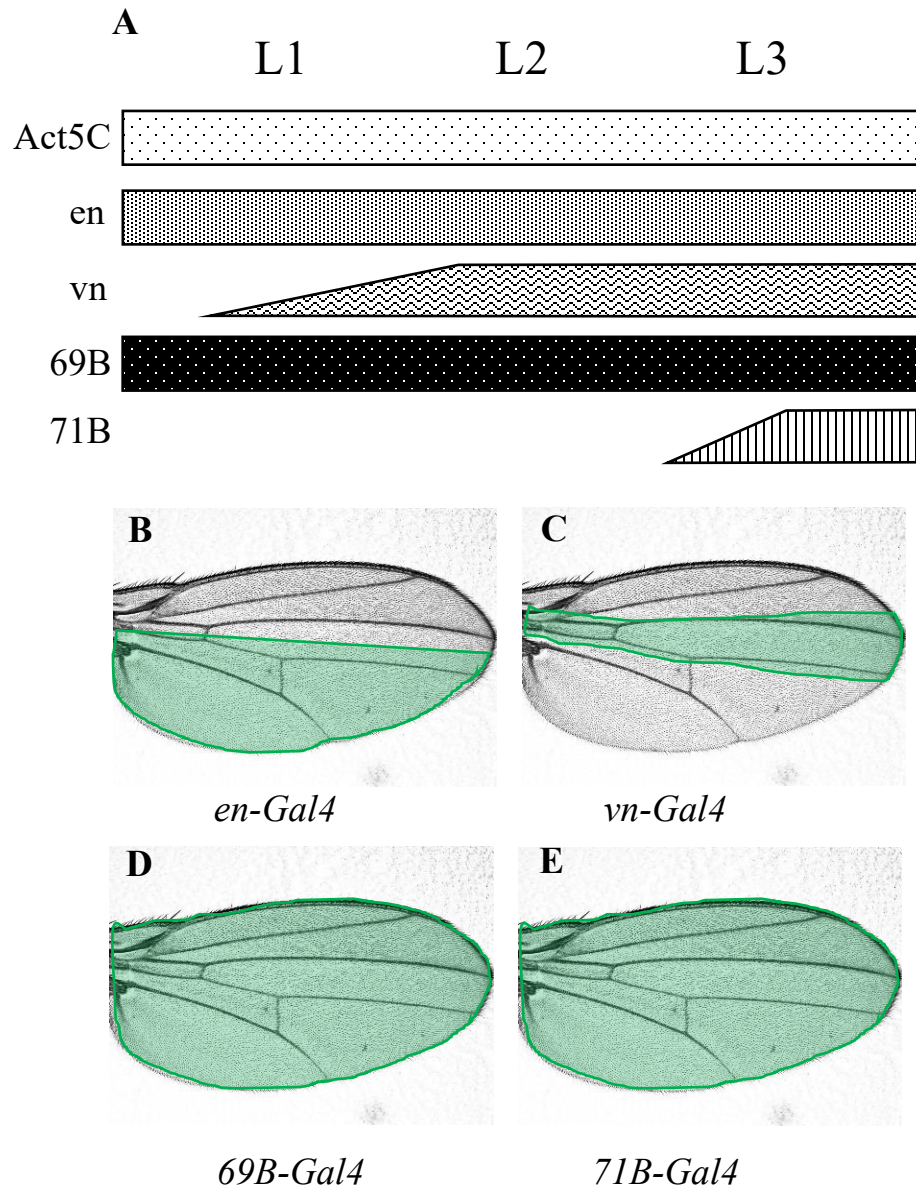 A
L1 L2 L3
Act5C
en
vn
69B
71B
B C
en-Gal4 vn-Gal4
D E
69B-Gal4 71B-Gal4